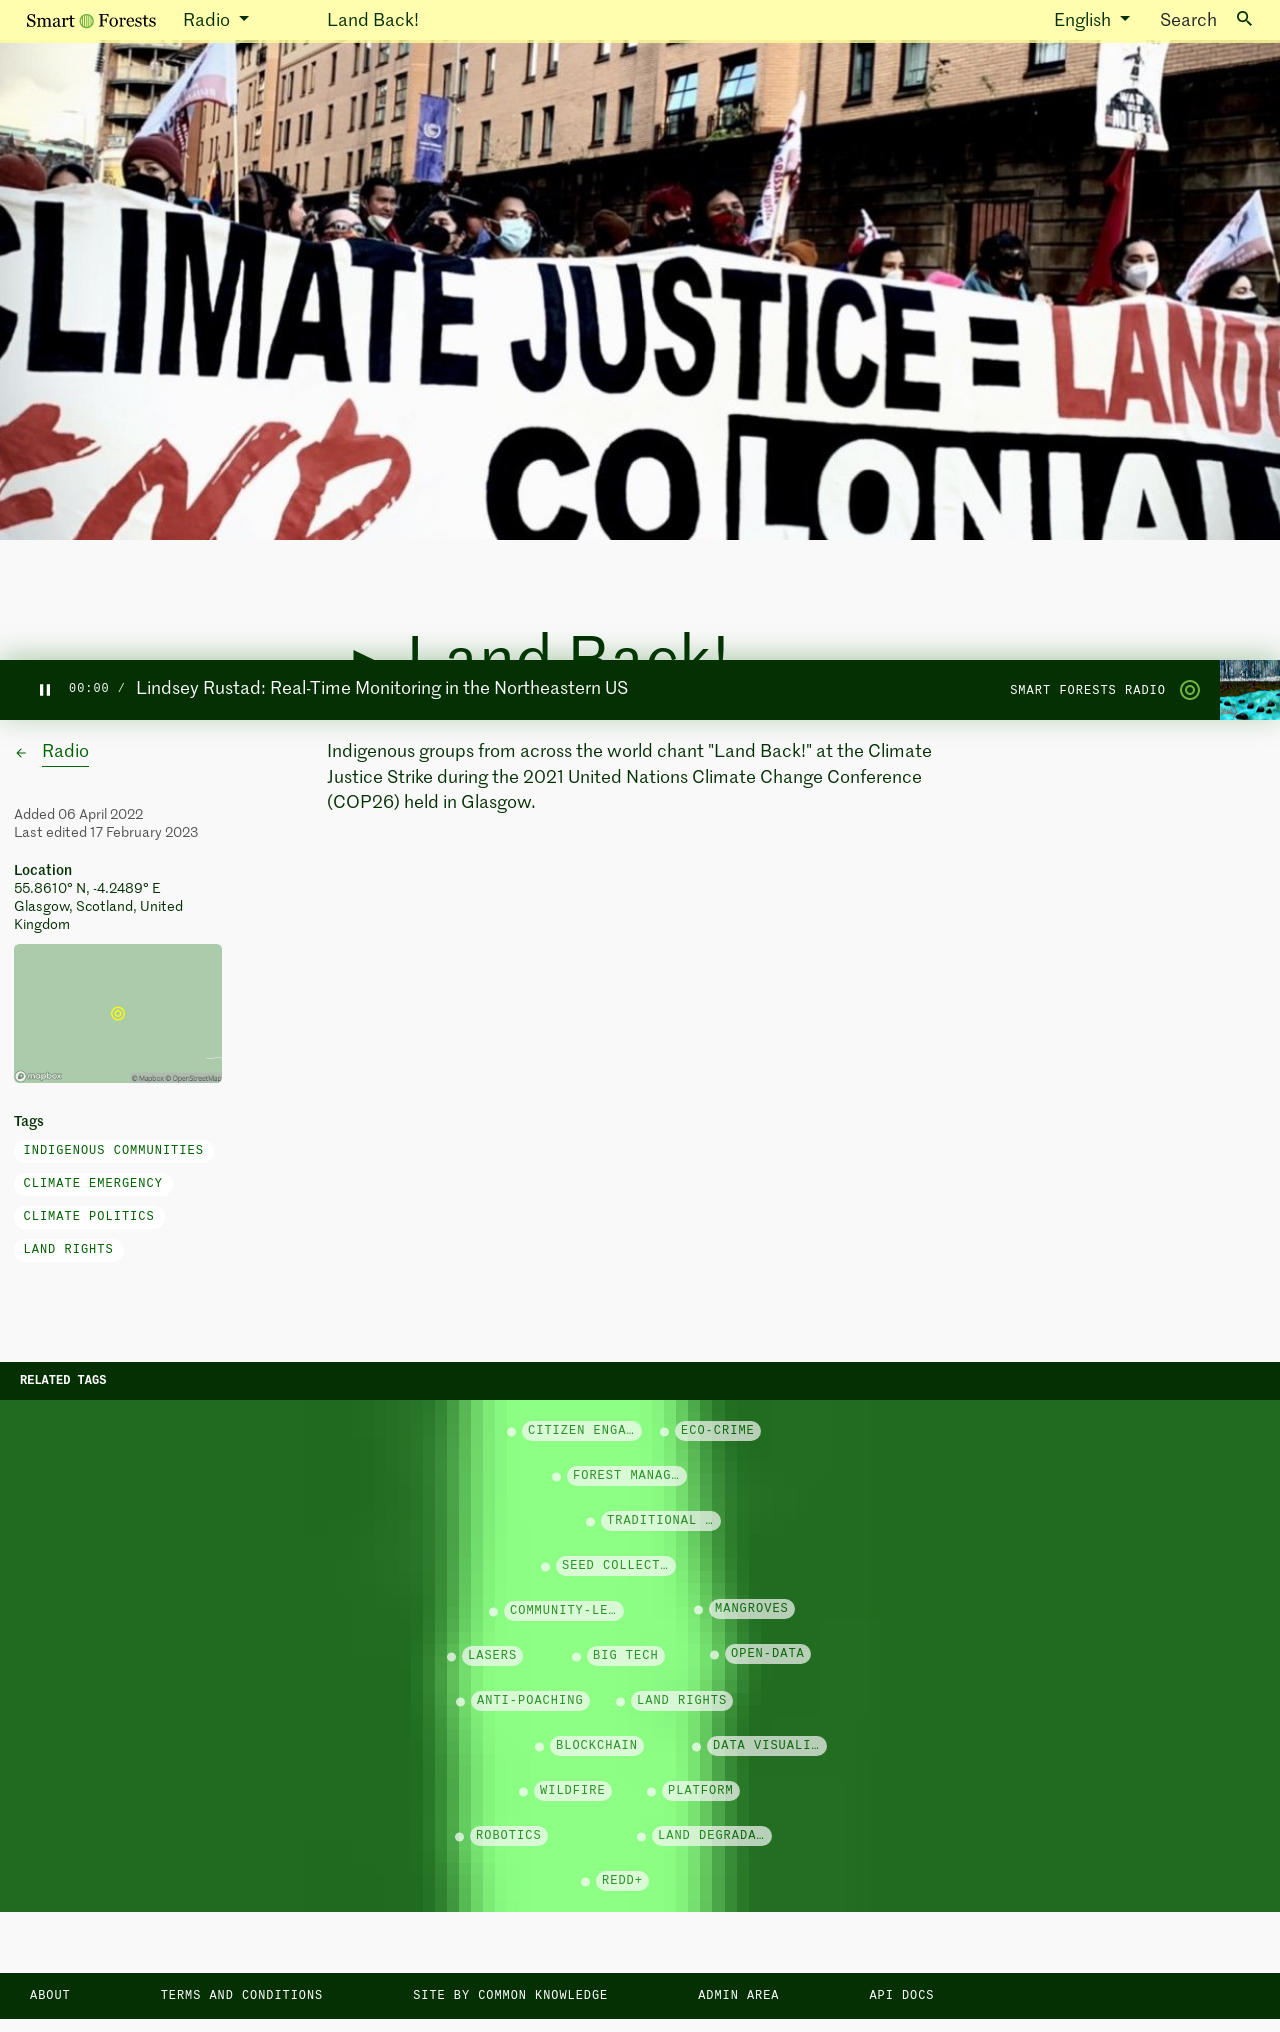 Smart Forests
Radio
Land Back!
English
Search
NO LIE?
CLIMATE JUSTICE = LAND
END COLONIAL
Land Back!
00:00 /
Lindsey Rustad: Real-Time Monitoring in the Northeastern US
SMART FORESTS RADIO
Radio
Indigenous groups from across the world chant "Land Back!" at the Climate
Justice Strike during the 2021 United Nations Climate Change Conference
(COP26) held in Glasgow.
Added 06 April 2022
Last edited 17 February 2023
Location
55.8610° N, -4.2489° E
Glasgow, Scotland, United
Kingdom
mapbox
© Mapbox © OpenStreetMap
Tags
INDIGENOUS COMMUNITIES
CLIMATE EMERGENCY
CLIMATE POLITICS
LAND RIGHTS
RELATED TAGS
CITIZEN ENGA…
ECO-CRIME
FOREST MANAG…
TRADITIONAL …
SEED COLLECT…
COMMUNITY-LE…
MANGROVES
LASERS
BIG TECH
OPEN-DATA
ANTI-POACHING
LAND RIGHTS
BLOCKCHAIN
DATA VISUALI…
WILDFIRE
PLATFORM
ROBOTICS
LAND DEGRADA…
REDD+
ABOUT
TERMS AND CONDITIONS
SITE BY COMMON KNOWLEDGE
ADMIN AREA
API DOCS